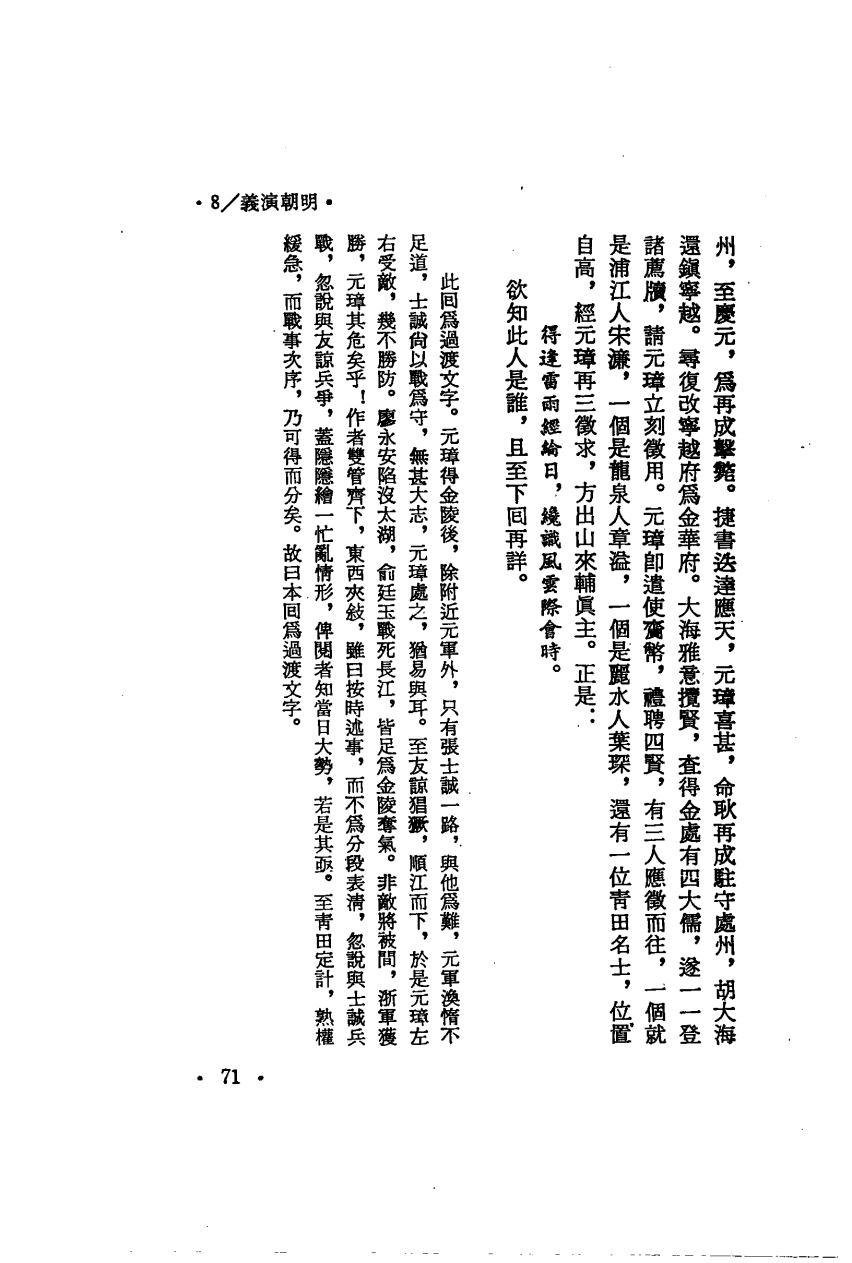 ·8/義演朝明·
州，至慶元，爲再成擊斃。捷書迭達應天，元璋喜甚，命耿再成駐守處州，胡大海
還鎮寧越。尋復改寧越府爲金華府。大海雅意攬賢，查得金處有四大儒，遂一一登
諸薦牘，請元璋立刻徵用。元璋卽遣使齎幣，禮聘四賢，有三人應徵而往，一個就
是浦江人宋濂，一個是龍泉人章溢，一個是麗水人葉琛，還有一位青田名士，位置
自高，經元璋再三徵求，方出山來輔眞主。正是：
得逢雷雨經綸日，纔識風雲際會時。
欲知此人是誰，且至下回再詳。
此回爲過渡文字。元璋得金陵後，除附近元軍外，只有張士誠一路，與他爲難，元軍渙惰不
足道，士誠尙以戰爲守，無甚大志，元璋處之，猶易與耳。至友諒猖獗，順江而下，於是元璋左
右受敵，幾不勝防。廖永安陷沒太湖，俞廷玉戰死長江，皆足爲金陵奪氣。非敵將被間，浙軍獲
勝，元璋其危矣乎！作者雙管齊下，東西夾敍，雖曰按時述事，而不爲分段表清，忽說與士誠兵
戰，忽說與友諒兵爭，蓋隱隱繪一忙亂情形，俾閱者知當日大勢，若是其亟。至靑田定計，熟權
緩急，而戰事次序，乃可得而分矣。故曰本回爲過渡文字。
·71·